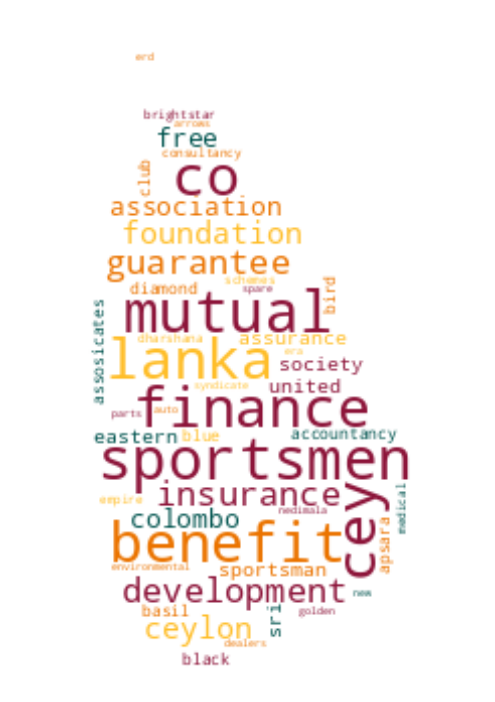 erd
brightstar
arrows
free
consultancy
club
co
association
foundation
guarantee
schemes
diamond
spare
bird
mutual
assosicates
dharshana
assurance
lanka
era
society
syndicate
united
finance
parts
auto
eastern
blue
accountancy
sportsmen
insurance
cey
medical
empire
nedimala
colombo
apsara
benefit
environmental
sportsman
development
new
basil
sri
golden
ceylon
dealers
black